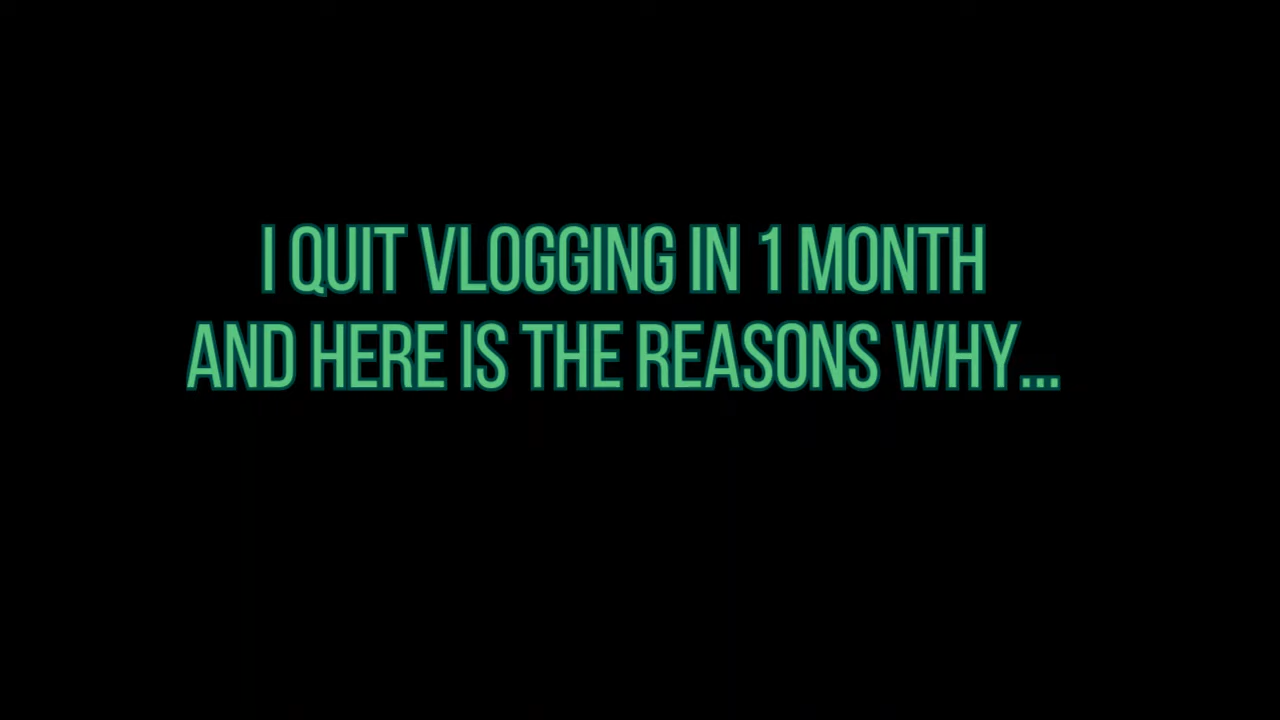 I QUIT VLOGGING IN 1 MONTH
AND HERE IS THE REASONS WHY...